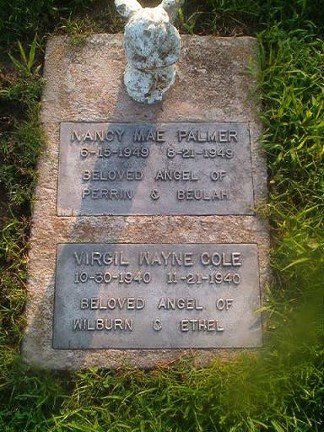 NANCY MAE PALMER
6-15-1949 8-21-1949
BELOVED ANGEL OF
PERRIN & BEULAH
VIRGIL WAYNE COLE
10-30-1940 11-21-1940
BELOVED ANGEL OF
WILBURN & ETHEL